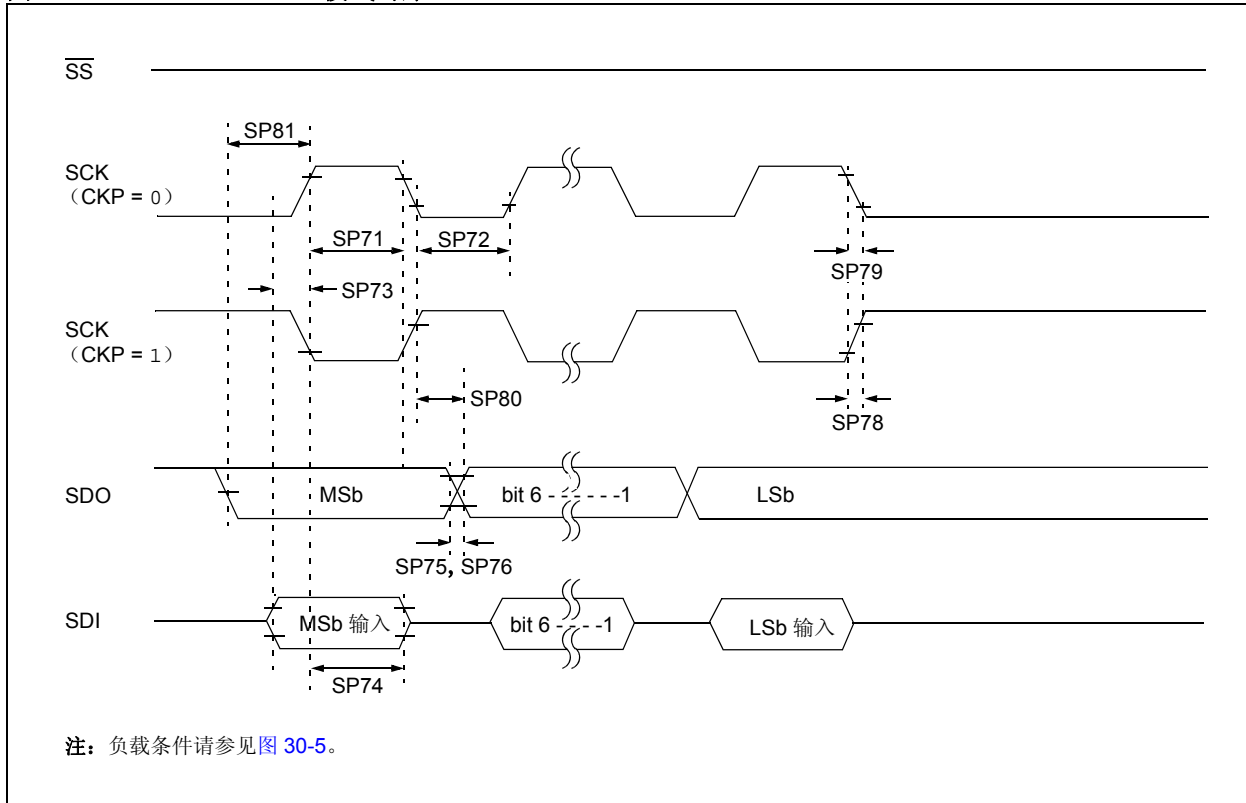 SS
SP81
SCK
（CKP = 0）
SP71
SP72
SP79
SP73
SCK
（CKP = 1）
SP80
SP78
SDO
MSb
bit 6 - - - - - -1
LSb
SP75，SP76
SDI
MSb 输入
bit 6 - - - -1
LSb 输入
SP74
注：负载条件请参见图 30-5。